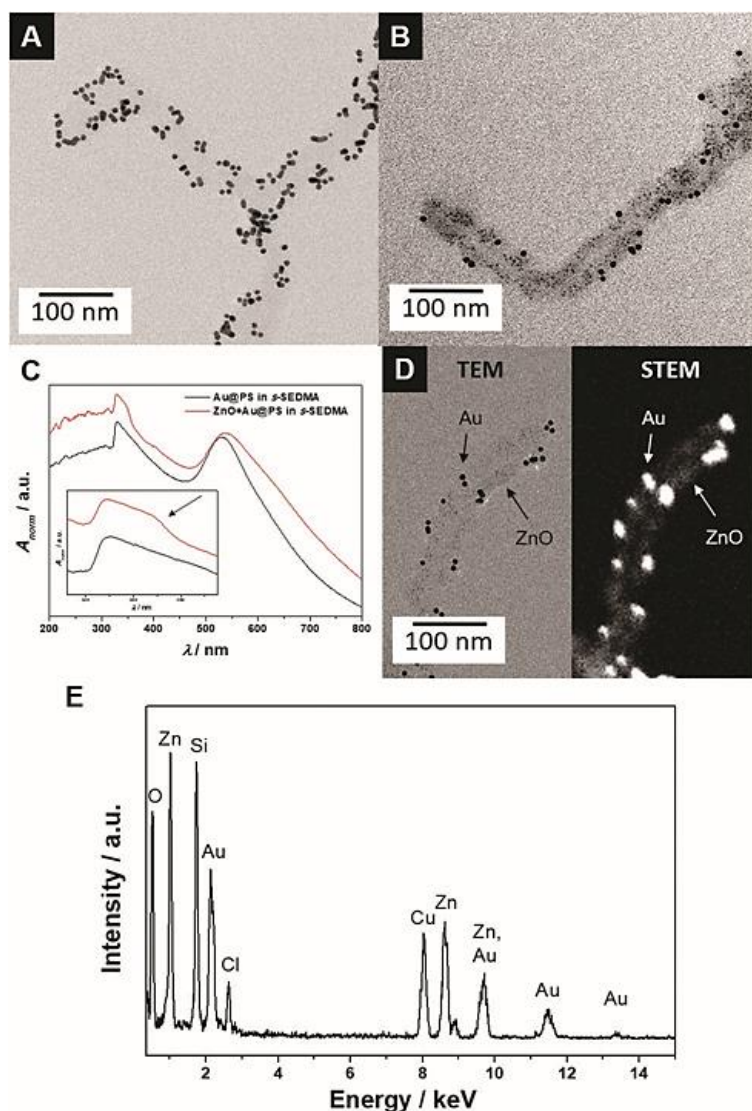 A
100 nm
B
100 nm
C
Au@PS in s-SEDMA
ZnO+Au@PS in s-SEDMA
A norm / a.u.
λ / nm
200 300 400 500 600 700 800
λ / nm
D
TEM
STEM
Au
ZnO
100 nm
Au
ZnO
E
Intensity / a.u.
O
Zn
Si
Au
Cl
Cu
Zn
Zn,
Au
Au
Au
2 4 6 8 10 12 14
Energy / keV